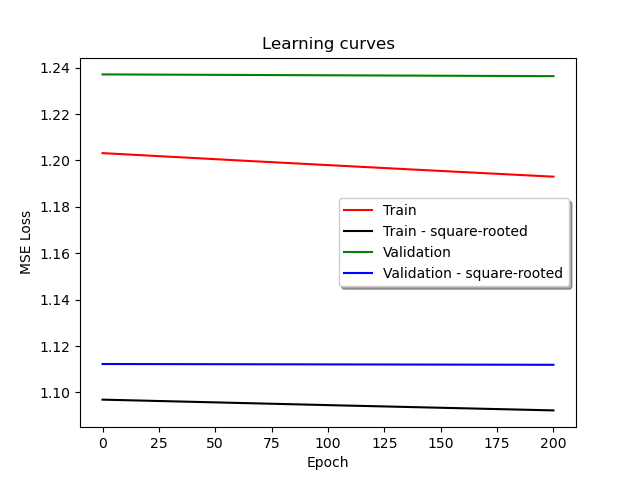 Learning curves
1.24
1.22
1.20
1.18
1.16
1.14
1.12
1.10
MSE Loss
Train
Train - square-rooted
Validation
Validation - square-rooted
0 25 50 75 100 125 150 175 200
Epoch